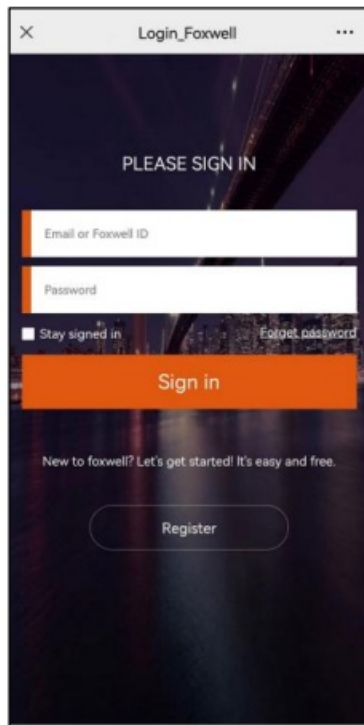 Login_Foxwell
PLEASE SIGN IN
Email or Foxwell ID
Password
Stay signed in Forget password
Sign in
New to foxwell? Let's get started! It's easy and free.
Register